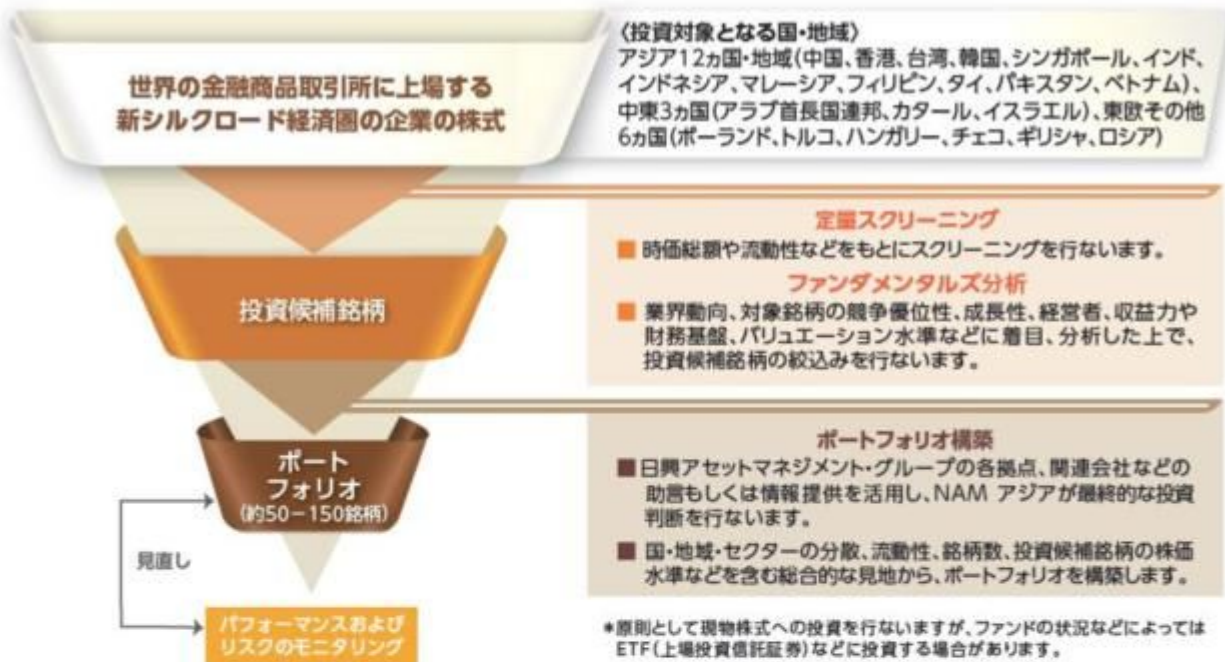 世界の金融商品取引所に上場する
新シルクロード経済圏の企業の株式
〈投資対象となる国・地域〉
アジア12ヵ国・地域(中国、香港、台湾、韓国、シンガポール、インド、
インドネシア、マレーシア、フィリピン、タイ、パキスタン、ベトナム)、
中東3ヵ国(アラブ首長国連邦、カタール、イスラエル)、東欧その他
6ヵ国(ポーランド、トルコ、ハンガリー、チェコ、ギリシャ、ロシア)
定量スクリーニング
■ 時価総額や流動性などをもとにスクリーニングを行ないます。
ファンダメンタルズ分析
■ 業界動向、対象銘柄の競争優位性、成長性、経営者、収益力や
財務基盤、バリュエーション水準などに着目、分析した上で、
投資候補銘柄の絞込みを行ないます。
投資候補銘柄
ポートフォリオ構築
■ 日興アセットマネジメント・グループの各拠点、関連会社などの
助言もしくは情報提供を活用し、NAM アジアが最終的な投資
判断を行ないます。
■ 国・地域・セクターの分散、流動性、銘柄数、投資候補銘柄の株価
水準などを含む総合的な見地から、ポートフォリオを構築します。
ポート
フォリオ
(約50－150銘柄)
見直し
パフォーマンスおよび
リスクのモニタリング
*原則として現物株式への投資を行ないますが、ファンドの状況などによっては
ETF(上場投資信託証券)などに投資する場合があります。